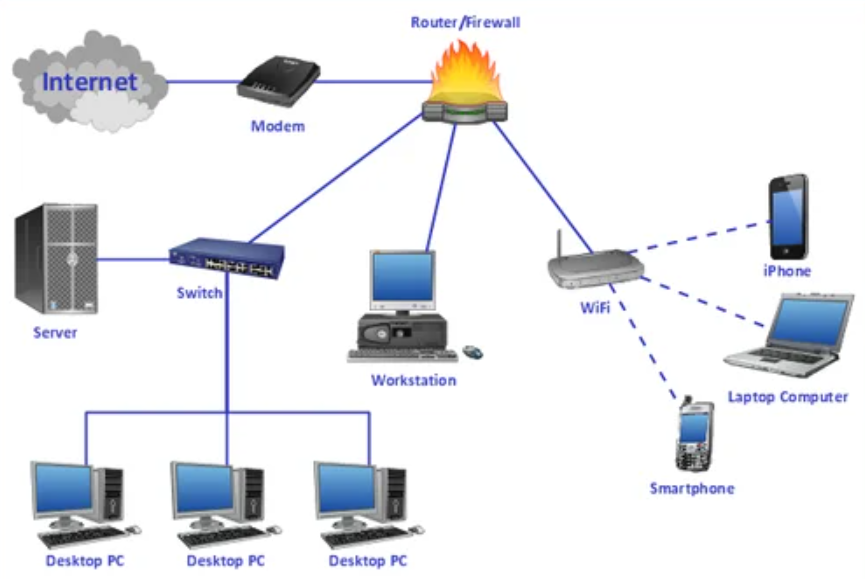 Router/Firewall
Internet
Modem
Switch
Server
Workstation
WiFi
iPhone
Laptop Computer
Smartphone
Desktop PC
Desktop PC
Desktop PC